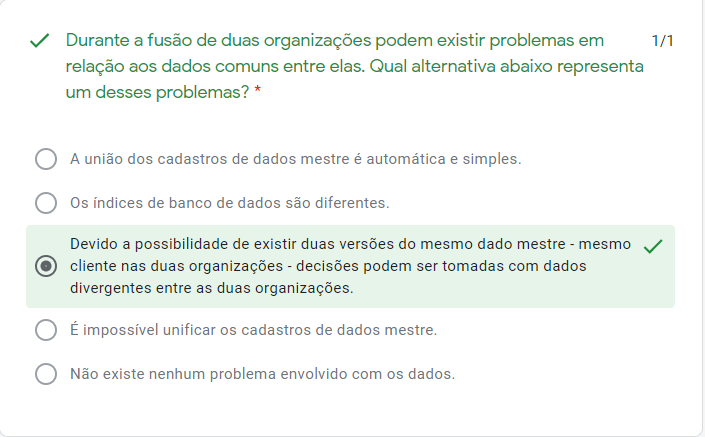 Durante a fusão de duas organizações podem existir problemas em 1/1
relação aos dados comuns entre elas. Qual alternativa abaixo representa
um desses problemas? *
A união dos cadastros de dados mestre é automática e simples.
Os índices de banco de dados são diferentes.
Devido a possibilidade de existir duas versões do mesmo dado mestre - mesmo
cliente nas duas organizações - decisões podem ser tomadas com dados
divergentes entre as duas organizações.
É impossível unificar os cadastros de dados mestre.
Não existe nenhum problema envolvido com os dados.